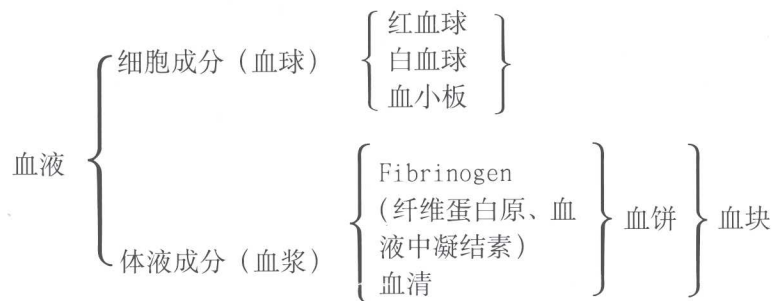 红血球
细胞成分（血球）
白血球
血小板
血液
Fibrinogen
（纤维蛋白原、血
液中凝结素）
血饼
血块
体液成分（血浆）
血清